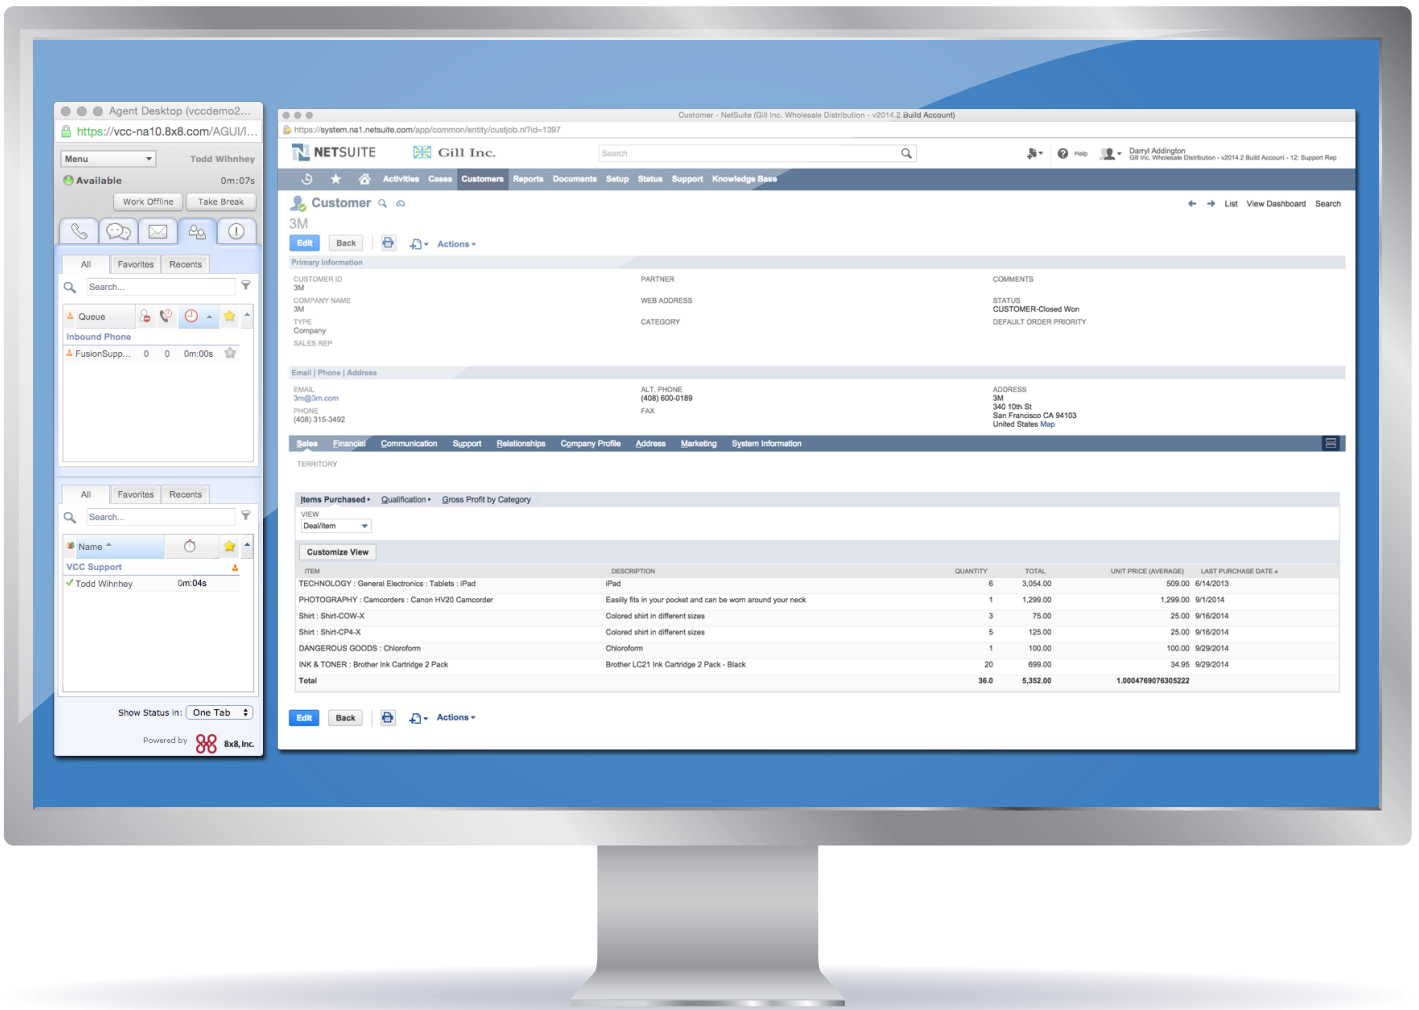 Agent Desktop (vccdemo2...
https://vcc-na10.8x8.com/AGUI/I...
Menu
Todd Wihnhey
Available
0m:07s
Work Offline
Take Break
All
Favorites
Recents
Search...
Queue
Inbound Phone
FusionSupp... 0 0 0m:00s
All
Favorites
Recents
Search...
Name
VCC Support
Todd Wihnhey 0m:04s
Show Status in: One Tab
Powered by 8x8, Inc.
Customer - NetSuite (Gill Inc. Wholesale Distribution - v2014.2 Build Account)
https://system.na1.netsuite.com/app/common/entity/custjob.nl?id=1397
NETSUITE
Gill Inc.
Search
Help
Darryl Addington
Gill Inc. Wholesale Distribution - v2014.2 Build Account - 12: Support Rep
Activities Cases Customers Reports Documents Setup Status Support Knowledge Base
Customer
List View Dashboard Search
3M
Edit Back Actions
Primary Information
CUSTOMER ID
3M
COMPANY NAME
3M
TYPE
Company
SALES REP
PARTNER
WEB ADDRESS
CATEGORY
COMMENTS
STATUS
CUSTOMER-Closed Won
DEFAULT ORDER PRIORITY
Email | Phone | Address
EMAIL
3m@3m.com
PHONE
(408) 315-3492
ALT. PHONE
(408) 600-0189
FAX
ADDRESS
3M
340 10th St
San Francisco CA 94103
United States Map
Sales Financial Communication Support Relationships Company Profile Address Marketing System Information
TERRITORY
Items Purchased • Qualification • Gross Profit by Category
VIEW
Deal/Item
Customize View
ITEM DESCRIPTION QUANTITY TOTAL UNIT PRICE (AVERAGE) LAST PURCHASE DATE
TECHNOLOGY : General Electronics : Tablets : iPad iPad 6 3,054.00 509.00 6/14/2013
PHOTOGRAPHY : Camcorders : Canon HV20 Camcorder Easilly fits in your pocket and can be worn around your neck 1 1,299.00 1,299.00 9/1/2014
Shirt : Shirt-COW-X Colored shirt in different sizes 3 75.00 25.00 9/16/2014
Shirt : Shirt-CP4-X Colored shirt in different sizes 5 125.00 25.00 9/16/2014
DANGEROUS GOODS : Chloroform Chloroform 1 100.00 100.00 9/29/2014
INK & TONER : Brother Ink Cartridge 2 Pack Brother LC21 Ink Cartridge 2 Pack - Black 20 699.00 34.95 9/29/2014
Total 36.0 5,352.00 1.0004769076305222
Edit Back Actions